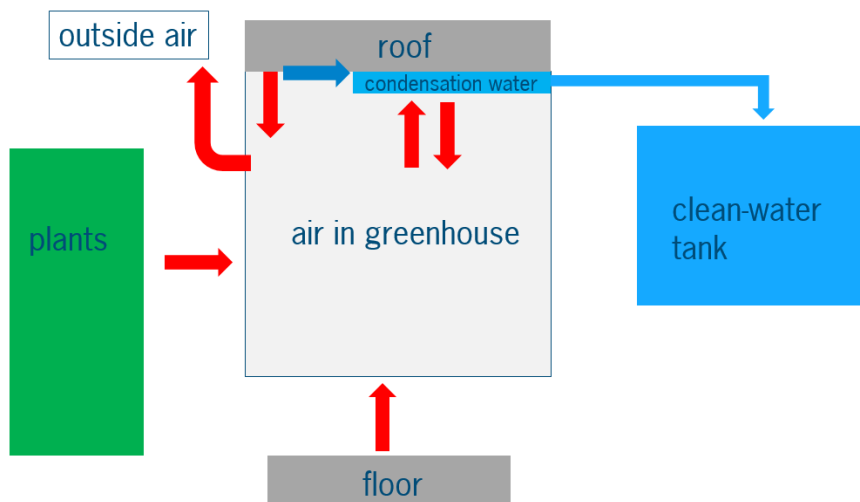 outside air
roof
condensation water
plants
air in greenhouse
clean-water
tank
floor